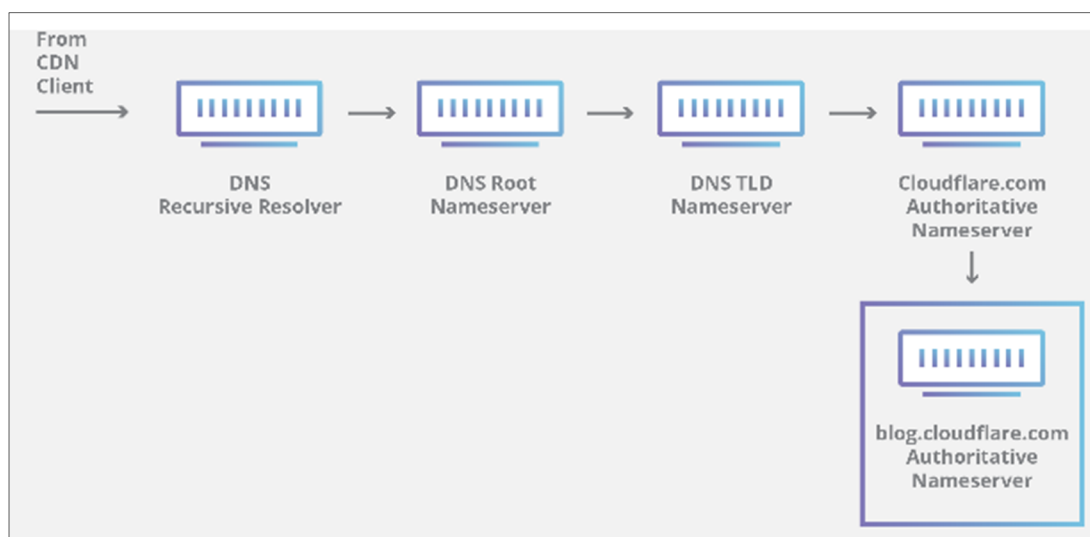 From
CDN
Client
DNS
Recursive Resolver
DNS Root
Nameserver
DNS TLD
Nameserver
Cloudflare.com
Authoritative
Nameserver
blog.cloudflare.com
Authoritative
Nameserver